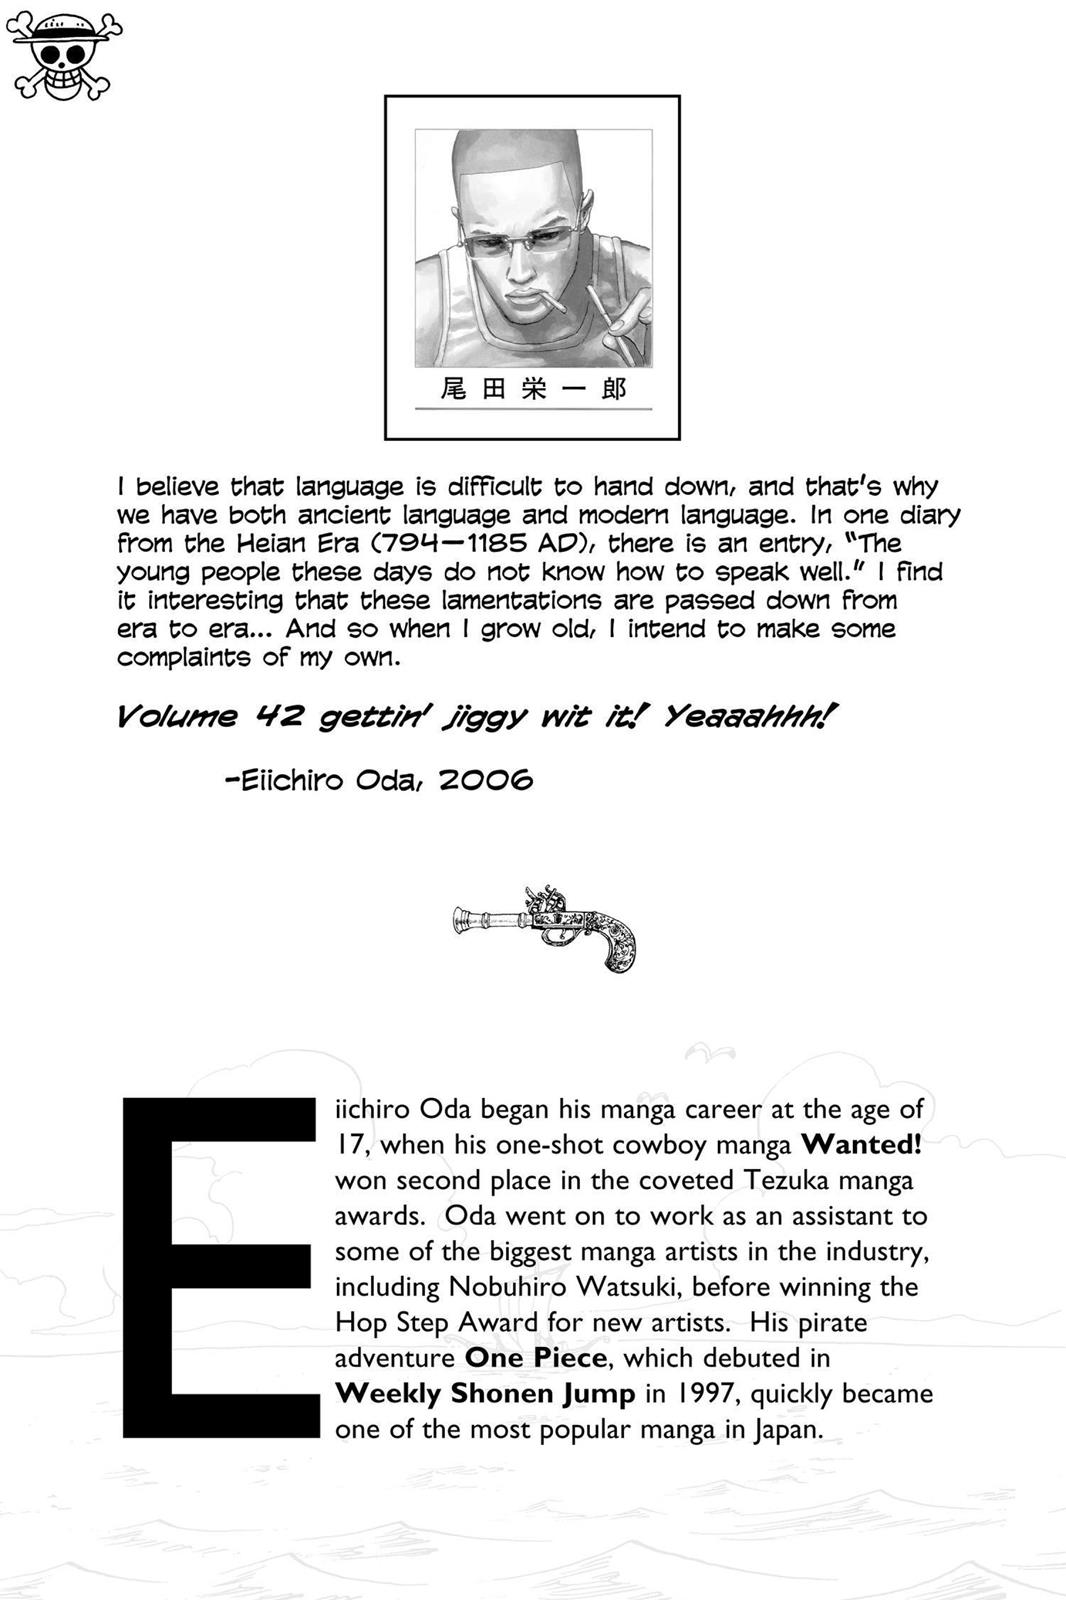 尾田栄一郎
I believe that language is difficult to hand down, and that's why
we have both ancient language and modern language. In one diary
from the Heian Era (794—1185 AD), there is an entry, "The
young people these days do not know how to speak well." I find
it interesting that these lamentations are passed down from
era to era... And so when I grow old, I intend to make some
complaints of my own.
Volume 42 gettin' jiggy wit it! Yeaaahhh!
-Eiichiro Oda, 2006
Eiichiro Oda began his manga career at the age of
17, when his one-shot cowboy manga Wanted!
won second place in the coveted Tezuka manga
awards.  Oda went on to work as an assistant to
some of the biggest manga artists in the industry,
including Nobuhiro Watsuki, before winning the
Hop Step Award for new artists.  His pirate
adventure One Piece, which debuted in
Weekly Shonen Jump in 1997, quickly became
one of the most popular manga in Japan.